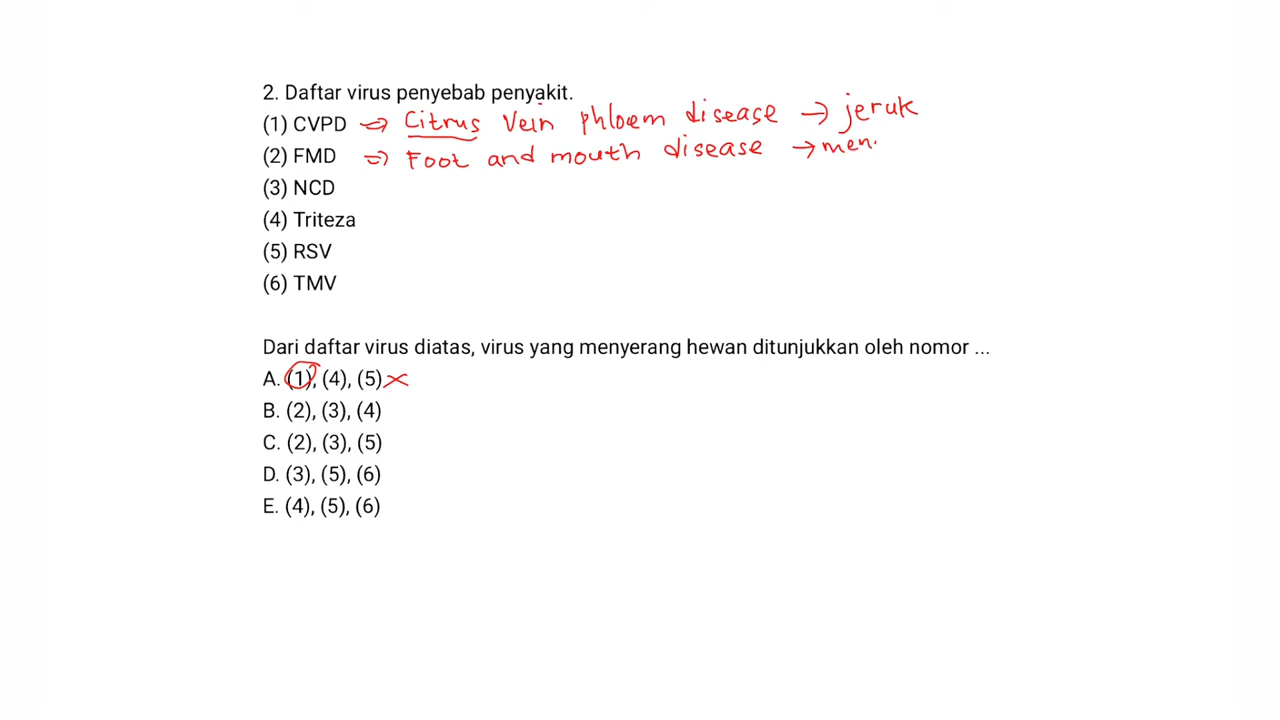 2. Daftar virus penyebab penyakit.
(1) CVPD => Citrus Vein phloem disease → jeruk
(2) FMD => Foot and mouth disease → men.
(3) NCD
(4) Triteza
(5) RSV
(6) TMV
Dari daftar virus diatas, virus yang menyerang hewan ditunjukkan oleh nomor ...
A. (1), (4), (5) ×
B. (2), (3), (4)
C. (2), (3), (5)
D. (3), (5), (6)
E. (4), (5), (6)